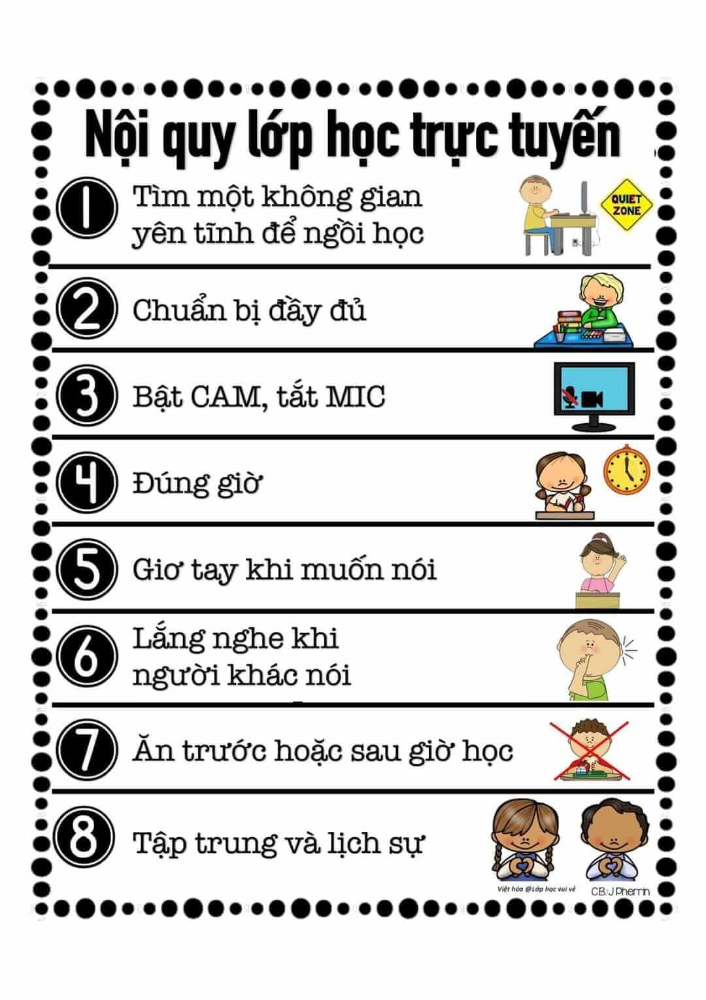 Nội quy lớp học trực tuyến
1
Tìm một không gian
yên tĩnh để ngồi học
QUIET
ZONE
2
Chuẩn bị đầy đủ
3
Bật CAM, tắt MIC
4
Đúng giờ
5
Giơ tay khi muốn nói
6
Lắng nghe khi
người khác nói
7
Ăn trước hoặc sau giờ học
8
Tập trung và lịch sự
Việt hóa @Lớp học vui vẻ
C.B.:J Phemin